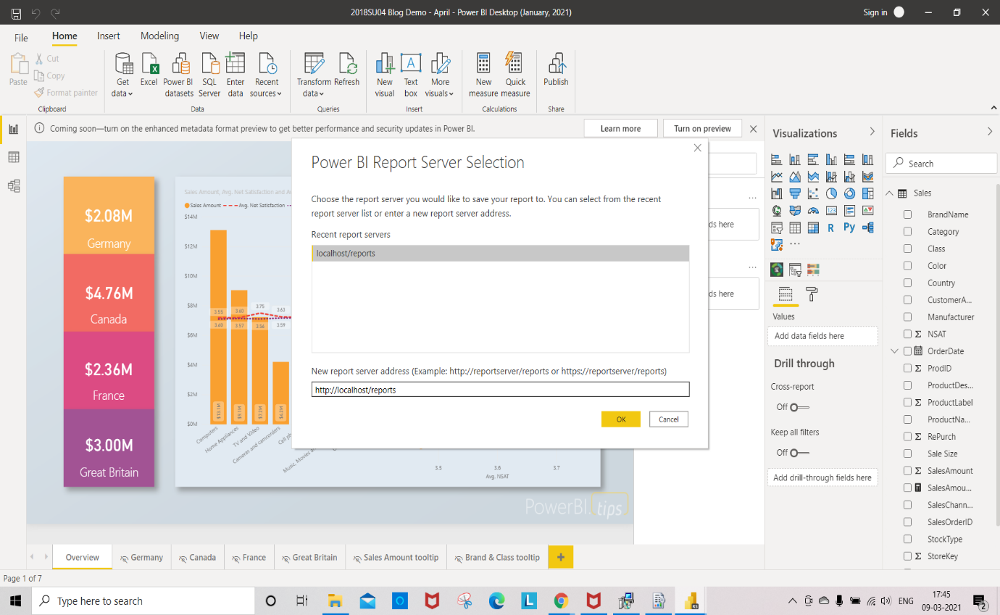 2018SU04 Blog Demo - April - Power BI Desktop (January, 2021)
Sign in
File
Home
Insert
Modeling
View
Help
Paste
Cut
Copy
Format painter
Clipboard
Get data
Excel
Power BI datasets
SQL Server
Enter data
Recent sources
Data
Transform data
Refresh
Queries
New visual
Text box
More visuals
Insert
New measure
Quick measure
Calculations
Publish
Share
Coming soon—turn on the enhanced metadata format preview to get better performance and security updates in Power BI.
Learn more
Turn on preview
$2.08M
Germany
$4.76M
Canada
$2.36M
France
$3.00M
Great Britain
Sales Amount, Avg. Net Satisfaction and
Sales Amount
Avg. Net Satisfaction
$14M
$12M
$10M
$8M
$6M
$4M
$2M
$0M
3.55
3.60
3.75
3.63
3.57
3.56
3.59
$13.1M
$9.1M
$7.2M
$4.2M
Computers
Home Appliances
TV and Video
Cameras and camcorders
Music, Movies
3.5
3.6
3.7
Avg. NSAT
PowerBI.tips
Power BI Report Server Selection
Choose the report server you would like to save your report to. You can select from the recent
report server list or enter a new report server address.
Recent report servers
localhost/reports
New report server address (Example: http://reportserver/reports or https://reportserver/reports)
http://localhost/reports
OK
Cancel
ds here
ds here
Visualizations
R
Py
123
Values
Add data fields here
Drill through
Cross-report
Off
Keep all filters
Off
Add drill-through fields here
Fields
Search
Sales
BrandName
Category
Class
Color
Country
CustomerA...
Manufacturer
NSAT
OrderDate
ProdID
ProductDes...
ProductLabel
ProductNa...
RePurch
Sale Size
SalesAmount
SalesAmou...
SalesChann...
SalesOrderID
StockType
StoreKey
Overview
Germany
Canada
France
Great Britain
Sales Amount tooltip
Brand & Class tooltip
Page 1 of 7
Type here to search
ENG
17:45
09-03-2021
2